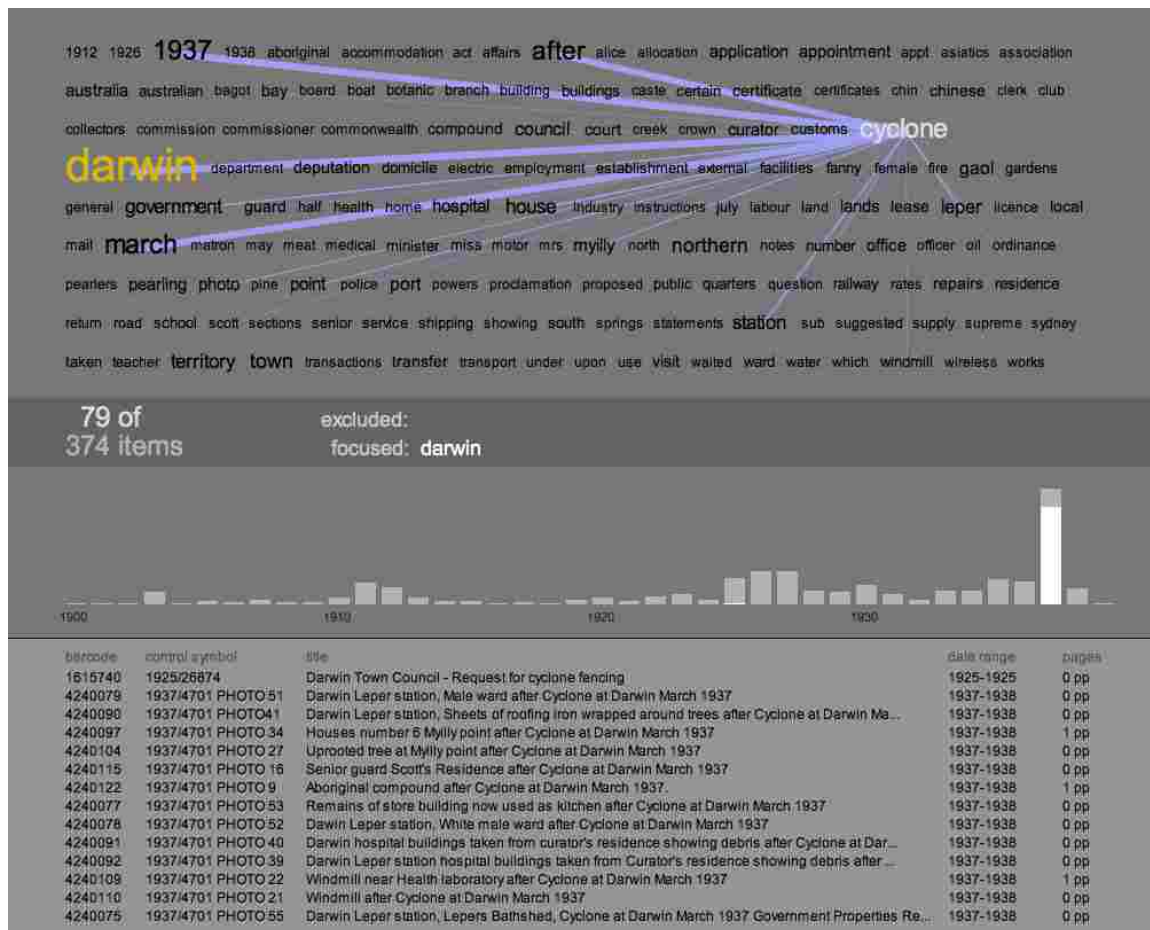 1912 1926 1937 1938 aboriginal accommodation act affairs after alice allocation application appointment appt asiatics association
australia australian bagot bay board boat botanic branch building buildings caste certain certificate certificates chin chinese clerk club
collectors commission commissioner commonwealth compound council court creek crown curator customs cyclone
darwin department deputation domicile electric employment establishment external facilities fanny female fire gaol gardens
general government guard half health home hospital house industry instructions july labour land lands lease leper licence local
mail march matron may meat medical minister miss motor mrs myilly north northern notes number office officer oil ordinance
pearlers pearling photo pine point police port powers proclamation proposed public quarters question railway rates repairs residence
return road school scott sections senior service shipping showing south springs statements station sub suggested supply supreme sydney
taken teacher territory town transactions transfer transport under upon use visit waited ward water which windmill wireless works
79 of
374 items
excluded:
focused: darwin
1900 1910 1920 1930
barcode control symbol title date range pages
1615740 1925/26874 Darwin Town Council - Request for cyclone fencing 1925-1925 0 pp
4240079 1937/4701 PHOTO 51 Darwin Leper station, Male ward after Cyclone at Darwin March 1937 1937-1938 0 pp
4240090 1937/4701 PHOTO41 Darwin Leper station, Sheets of roofing iron wrapped around trees after Cyclone at Darwin Ma... 1937-1938 0 pp
4240097 1937/4701 PHOTO 34 Houses number 6 Myilly point after Cyclone at Darwin March 1937 1937-1938 1 pp
4240104 1937/4701 PHOTO 27 Uprooted tree at Myilly point after Cyclone at Darwin March 1937 1937-1938 0 pp
4240115 1937/4701 PHOTO 16 Senior guard Scott's Residence after Cyclone at Darwin March 1937 1937-1938 0 pp
4240122 1937/4701 PHOTO 9 Aboriginal compound after Cyclone at Darwin March 1937. 1937-1938 1 pp
4240077 1937/4701 PHOTO 53 Remains of store building now used as kitchen after Cyclone at Darwin March 1937 1937-1938 0 pp
4240078 1937/4701 PHOTO 52 Dawin Leper station, White male ward after Cyclone at Darwin March 1937 1937-1938 0 pp
4240091 1937/4701 PHOTO 40 Darwin hospital buildings taken from curator's residence showing debris after Cyclone at Dar... 1937-1938 0 pp
4240092 1937/4701 PHOTO 39 Darwin Leper station hospital buildings taken from Curator's residence showing debris after ... 1937-1938 0 pp
4240109 1937/4701 PHOTO 22 Windmill near Health laboratory after Cyclone at Darwin March 1937 1937-1938 1 pp
4240110 1937/4701 PHOTO 21 Windmill after Cyclone at Darwin March 1937 1937-1938 0 pp
4240075 1937/4701 PHOTO 55 Darwin Leper station, Lepers Bathshed, Cyclone at Darwin March 1937 Government Properties Re... 1937-1938 0 pp